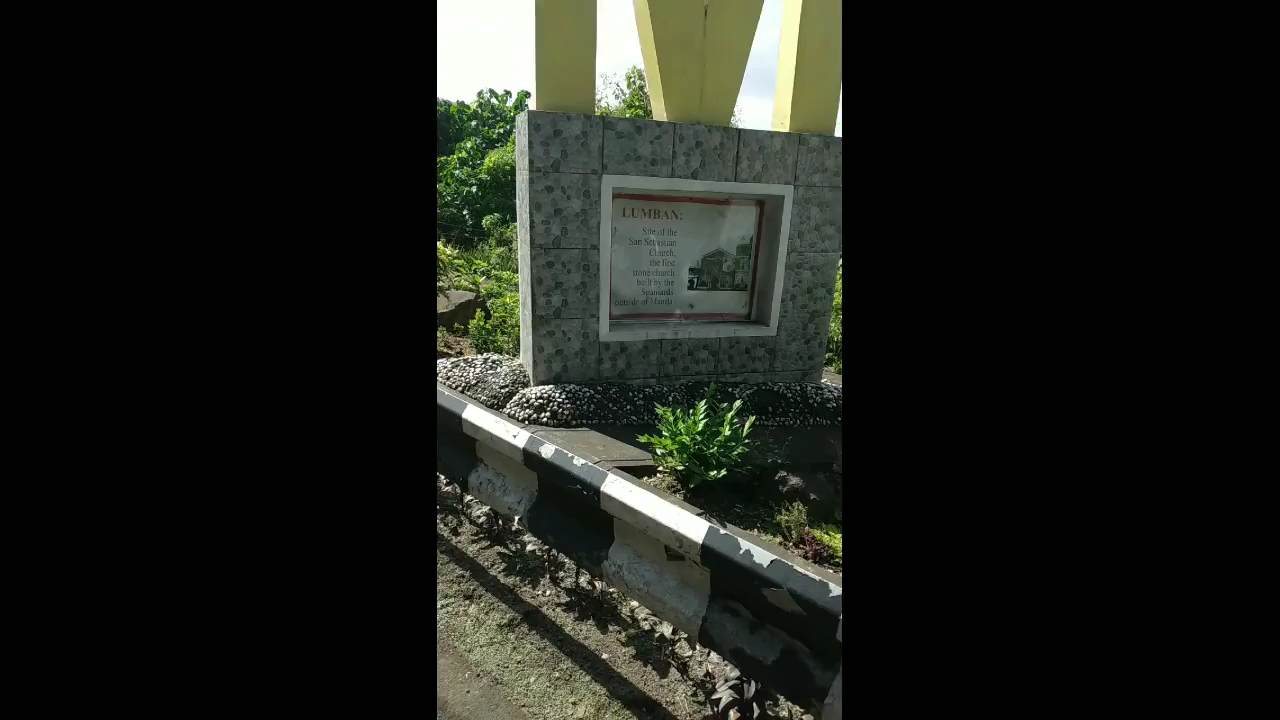 LUMBAN:
Site of the
San Sebastian
Church,
the first
stone church
built by the
Spaniards
outside of Manila